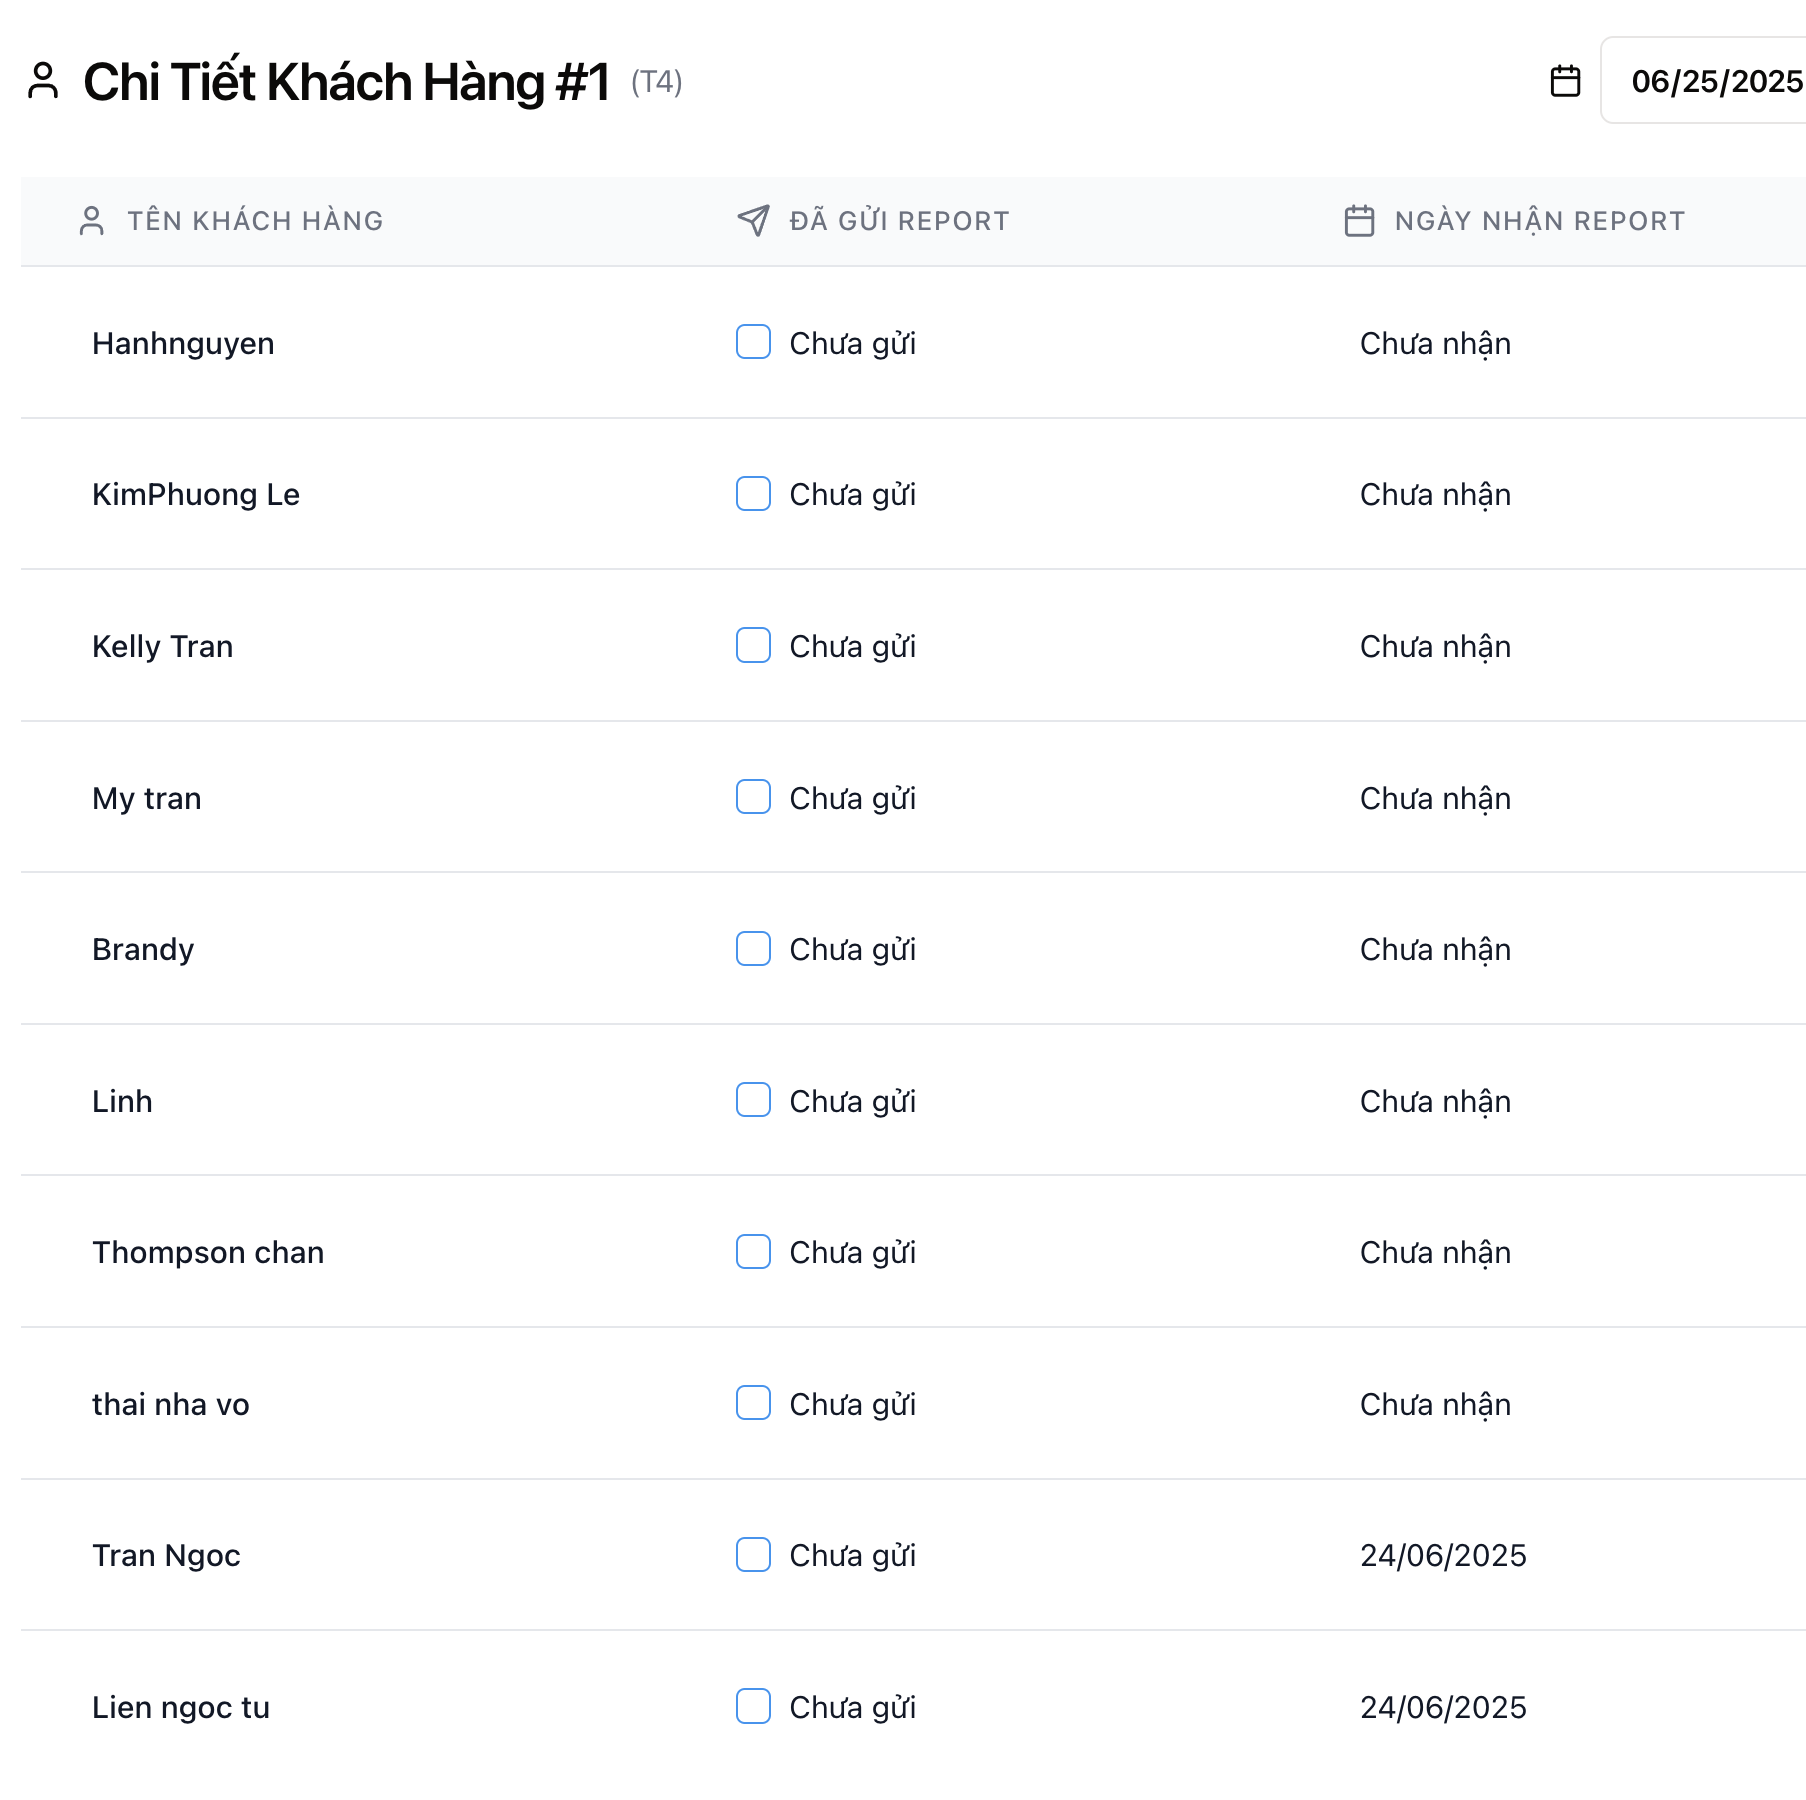 Chi Tiết Khách Hàng #1 (T4) 06/25/2025
TÊN KHÁCH HÀNG ĐÃ GỬI REPORT NGÀY NHẬN REPORT
Hanhnguyen Chưa gửi Chưa nhận
KimPhuong Le Chưa gửi Chưa nhận
Kelly Tran Chưa gửi Chưa nhận
My tran Chưa gửi Chưa nhận
Brandy Chưa gửi Chưa nhận
Linh Chưa gửi Chưa nhận
Thompson chan Chưa gửi Chưa nhận
thai nha vo Chưa gửi Chưa nhận
Tran Ngoc Chưa gửi 24/06/2025
Lien ngoc tu Chưa gửi 24/06/2025